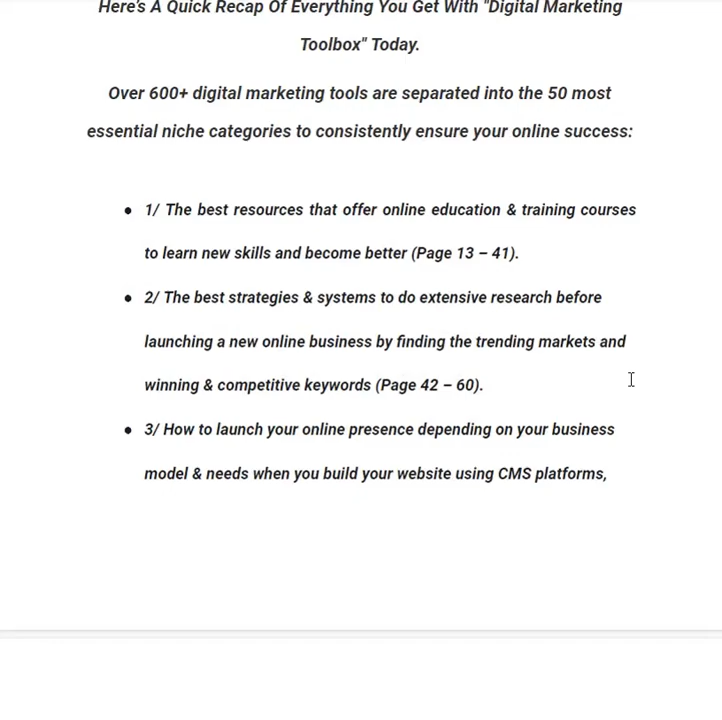 Here's A Quick Recap Of Everything You Get With "Digital Marketing
Toolbox" Today.
Over 600+ digital marketing tools are separated into the 50 most
essential niche categories to consistently ensure your online success:
● 1/ The best resources that offer online education & training courses
to learn new skills and become better (Page 13 – 41).
● 2/ The best strategies & systems to do extensive research before
launching a new online business by finding the trending markets and
winning & competitive keywords (Page 42 – 60).
● 3/ How to launch your online presence depending on your business
model & needs when you build your website using CMS platforms,